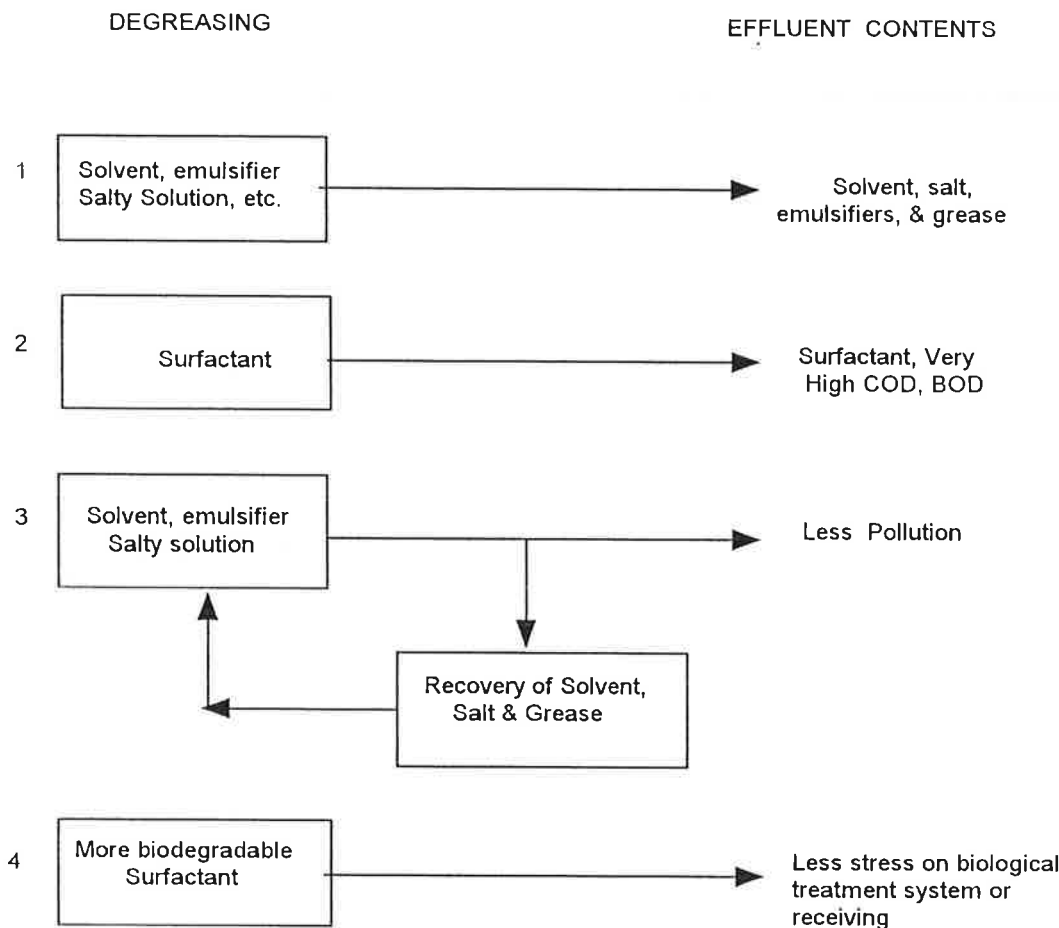 DEGREASING
EFFLUENT CONTENTS
1
Solvent, emulsifier
Salty Solution, etc.
Solvent, salt,
emulsifiers, & grease
2
Surfactant
Surfactant, Very
High COD, BOD
3
Solvent, emulsifier
Salty solution
Less Pollution
Recovery of Solvent,
Salt & Grease
4
More biodegradable
Surfactant
Less stress on biological
treatment system or
receiving